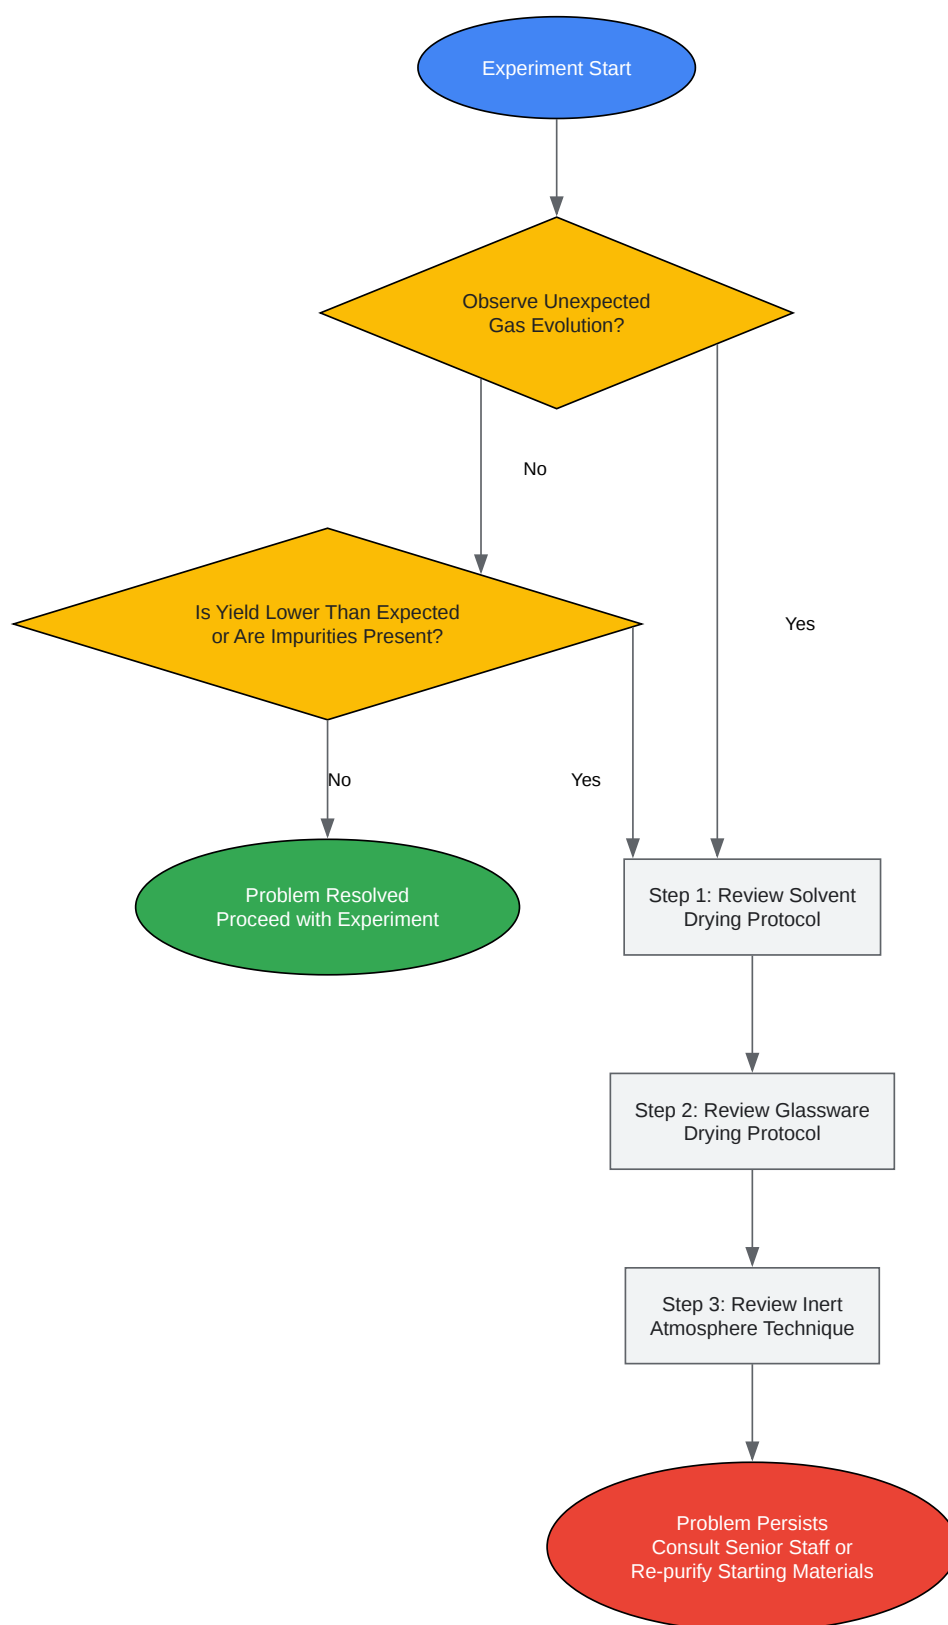 Experiment Start
Observe Unexpected
Gas Evolution?
No
Is Yield Lower Than Expected
or Are Impurities Present?
Yes
No
Yes
Problem Resolved
Proceed with Experiment
Step 1: Review Solvent
Drying Protocol
Step 2: Review Glassware
Drying Protocol
Step 3: Review Inert
Atmosphere Technique
Problem Persists
Consult Senior Staff or
Re-purify Starting Materials